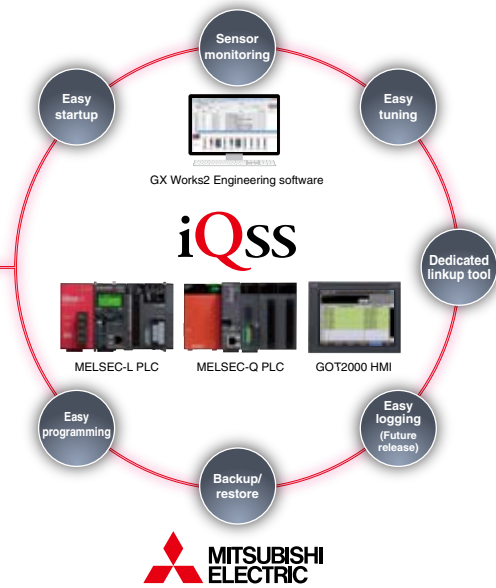 Sensor
monitoring
Easy
startup
Easy
tuning
GX Works2 Engineering software
iQss
Dedicated
linkup tool
MELSEC-L PLC
MELSEC-Q PLC
GOT2000 HMI
Easy
programming
Easy
logging
(Future
release)
Backup/
restore
MITSUBISHI
ELECTRIC